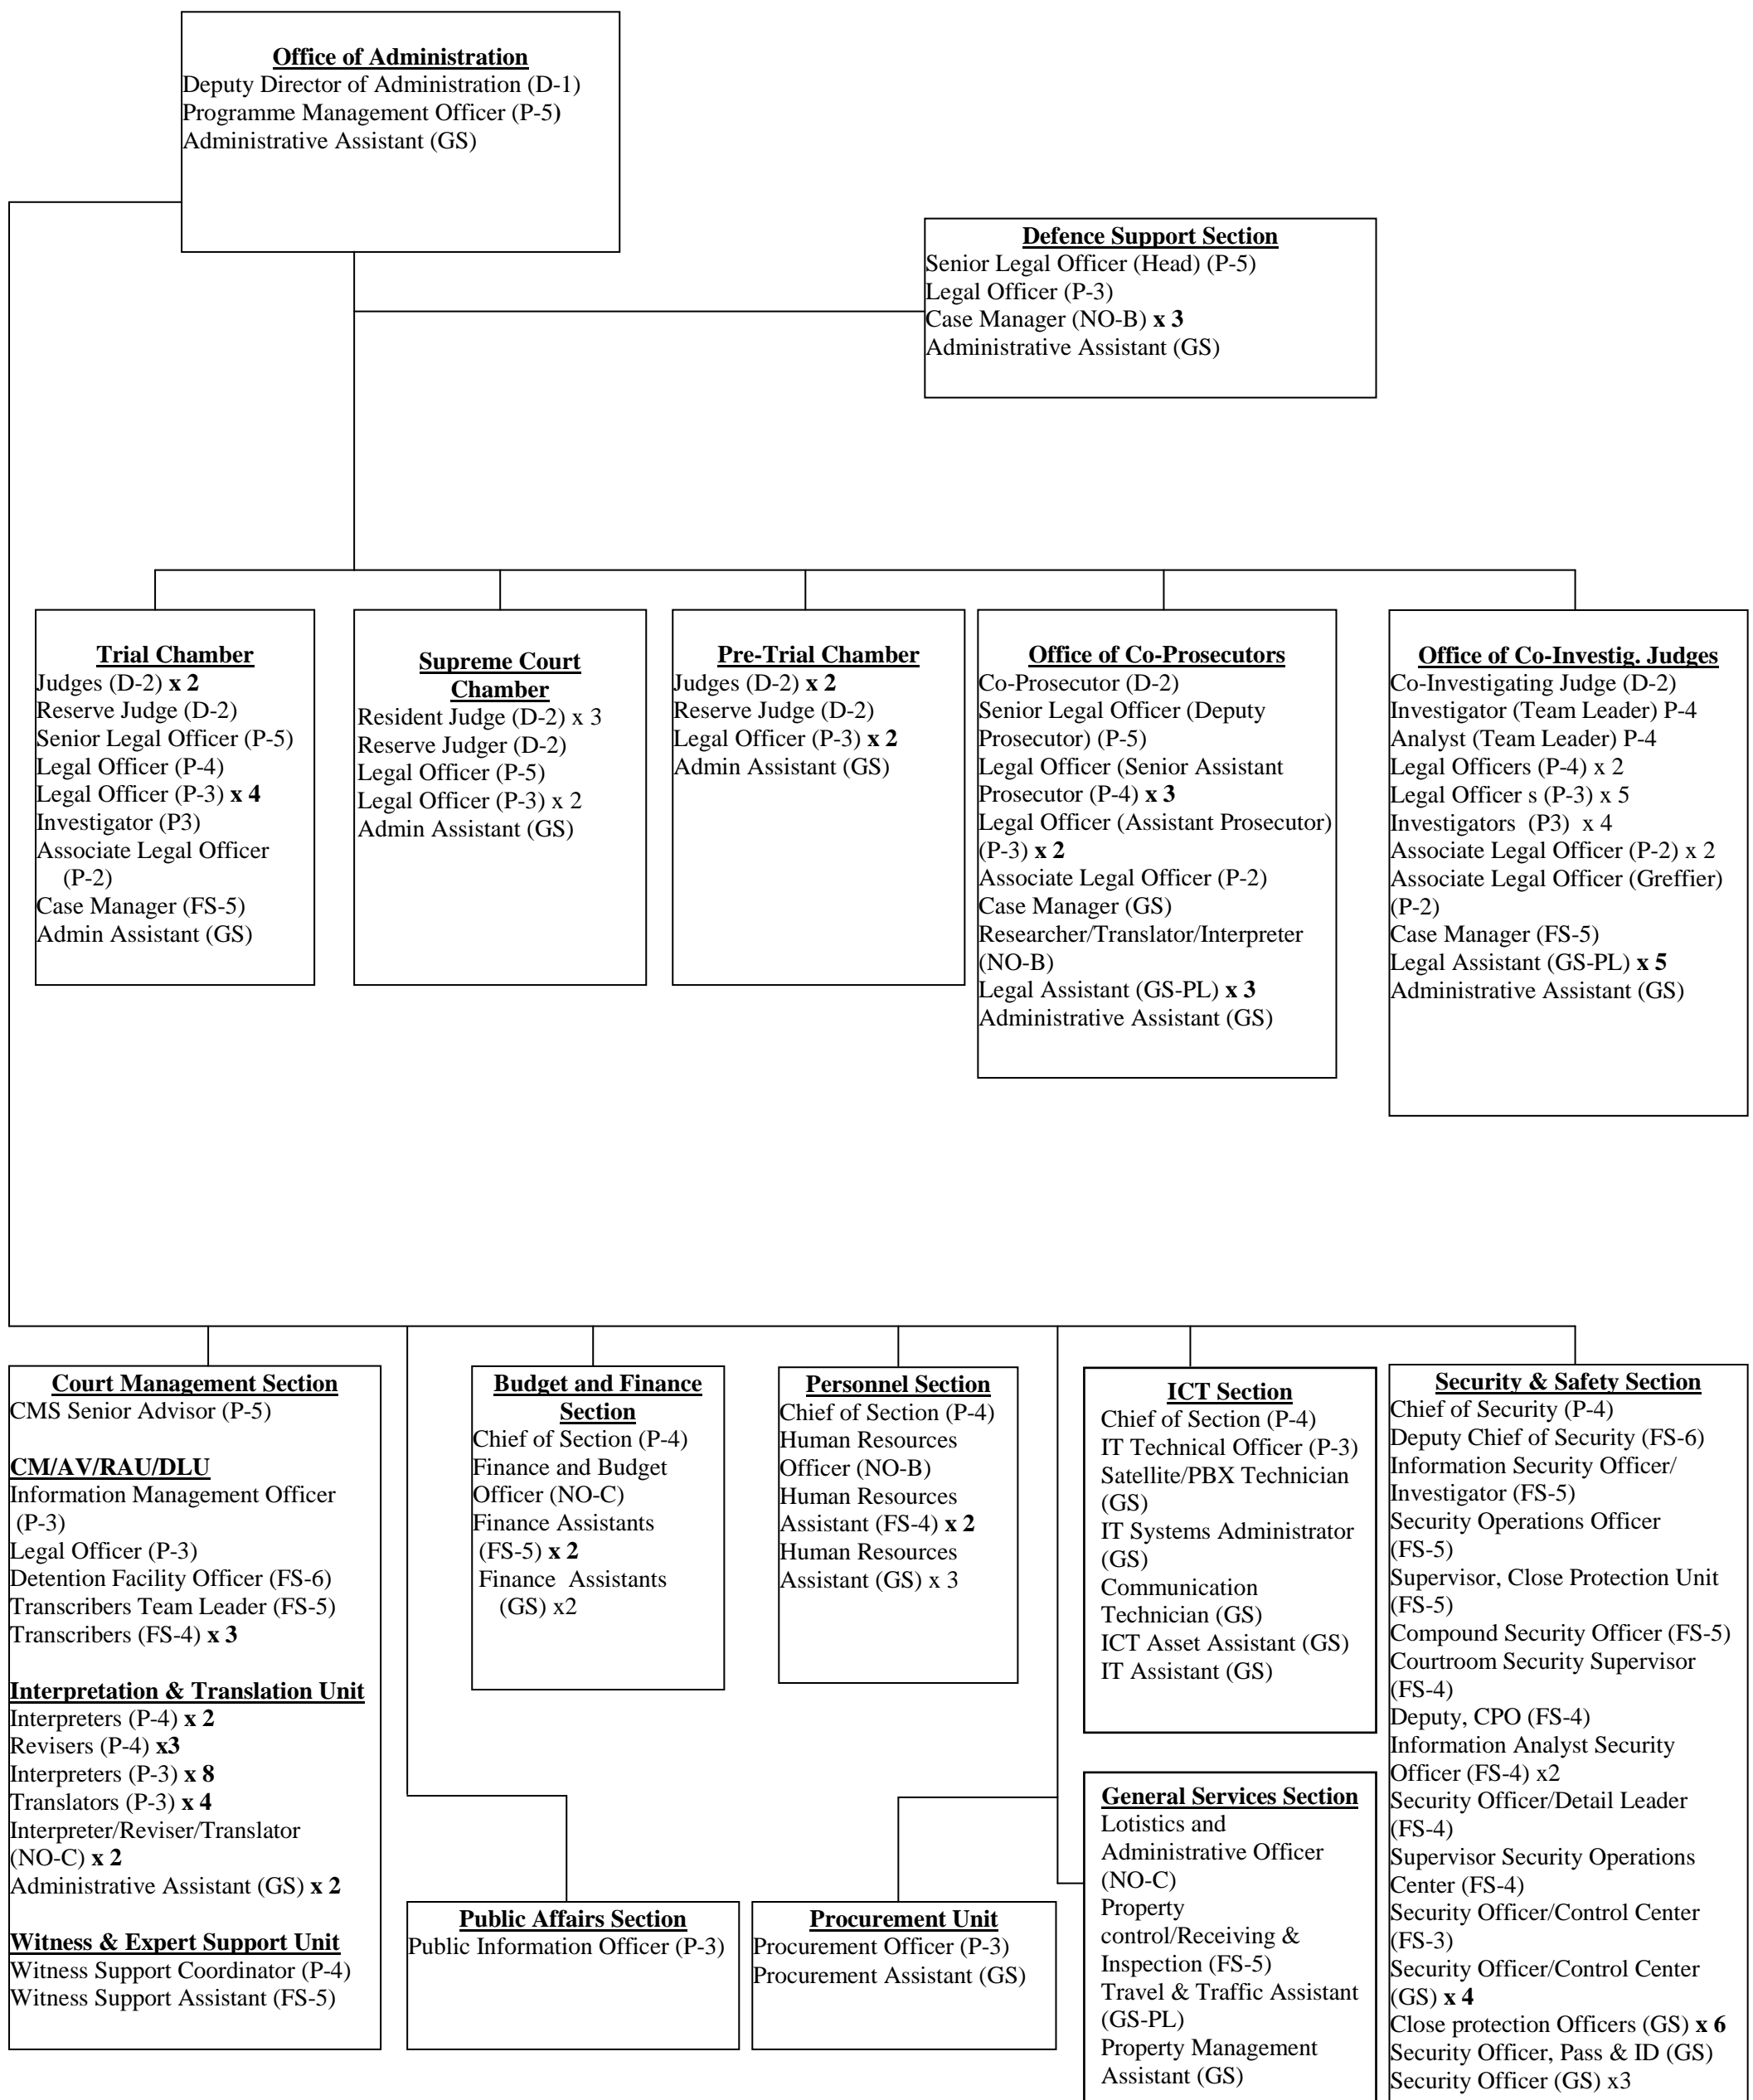 Office of Administration
Deputy Director of Administration (D-1)
Programme Management Officer (P-5)
Administrative Assistant (GS)
Defence Support Section
Senior Legal Officer (Head) (P-5)
Legal Officer (P-3)
Case Manager (NO-B) x 3
Administrative Assistant (GS)
Trial Chamber
Judges (D-2) x 2
Reserve Judge (D-2)
Senior Legal Officer (P-5)
Legal Officer (P-4)
Legal Officer (P-3) x 4
Investigator (P3)
Associate Legal Officer
(P-2)
Case Manager (FS-5)
Admin Assistant (GS)
Supreme Court
Chamber
Resident Judge (D-2) x 3
Reserve Judger (D-2)
Legal Officer (P-5)
Legal Officer (P-3) x 2
Admin Assistant (GS)
Pre-Trial Chamber
Judges (D-2) x 2
Reserve Judge (D-2)
Legal Officer (P-3) x 2
Admin Assistant (GS)
Office of Co-Prosecutors
Co-Prosecutor (D-2)
Senior Legal Officer (Deputy
Prosecutor) (P-5)
Legal Officer (Senior Assistant
Prosecutor (P-4) x 3
Legal Officer (Assistant Prosecutor)
(P-3) x 2
Associate Legal Officer (P-2)
Case Manager (GS)
Researcher/Translator/Interpreter
(NO-B)
Legal Assistant (GS-PL) x 3
Administrative Assistant (GS)
Office of Co-Investig. Judges
Co-Investigating Judge (D-2)
Investigator (Team Leader) P-4
Analyst (Team Leader) P-4
Legal Officers (P-4) x 2
Legal Officer s (P-3) x 5
Investigators (P3) x 4
Associate Legal Officer (P-2) x 2
Associate Legal Officer (Greffier)
(P-2)
Case Manager (FS-5)
Legal Assistant (GS-PL) x 5
Administrative Assistant (GS)
Court Management Section
CMS Senior Advisor (P-5)
CM/AV/RAU/DLU
Information Management Officer
(P-3)
Legal Officer (P-3)
Detention Facility Officer (FS-6)
Transcribers Team Leader (FS-5)
Transcribers (FS-4) x 3
Interpretation & Translation Unit
Interpreters (P-4) x 2
Revisers (P-4) x3
Interpreters (P-3) x 8
Translators (P-3) x 4
Interpreter/Reviser/Translator
(NO-C) x 2
Administrative Assistant (GS) x 2
Witness & Expert Support Unit
Witness Support Coordinator (P-4)
Witness Support Assistant (FS-5)
Budget and Finance
Section
Chief of Section (P-4)
Finance and Budget
Officer (NO-C)
Finance Assistants
(FS-5) x 2
Finance Assistants
(GS) x2
Personnel Section
Chief of Section (P-4)
Human Resources
Officer (NO-B)
Human Resources
Assistant (FS-4) x 2
Human Resources
Assistant (GS) x 3
ICT Section
Chief of Section (P-4)
IT Technical Officer (P-3)
Satellite/PBX Technician
(GS)
IT Systems Administrator
(GS)
Communication
Technician (GS)
ICT Asset Assistant (GS)
IT Assistant (GS)
Security & Safety Section
Chief of Security (P-4)
Deputy Chief of Security (FS-6)
Information Security Officer/
Investigator (FS-5)
Security Operations Officer
(FS-5)
Supervisor, Close Protection Unit
(FS-5)
Compound Security Officer (FS-5)
Courtroom Security Supervisor
(FS-4)
Deputy, CPO (FS-4)
Information Analyst Security
Officer (FS-4) x2
Security Officer/Detail Leader
(FS-4)
Supervisor Security Operations
Center (FS-4)
Security Officer/Control Center
(FS-3)
Security Officer/Control Center
(GS) x 4
Close protection Officers (GS) x 6
Security Officer, Pass & ID (GS)
Security Officer (GS) x3
Public Affairs Section
Public Information Officer (P-3)
Procurement Unit
Procurement Officer (P-3)
Procurement Assistant (GS)
General Services Section
Lotistics and
Administrative Officer
(NO-C)
Property
control/Receiving &
Inspection (FS-5)
Travel & Traffic Assistant
(GS-PL)
Property Management
Assistant (GS)